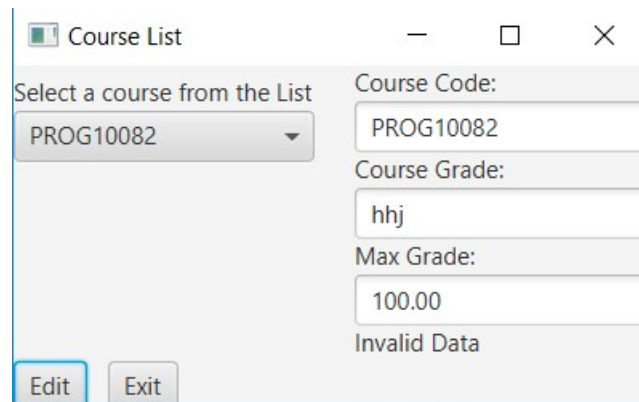 Course List
Select a course from the List
PROG10082
Course Code:
PROG10082
Course Grade:
hhj
Max Grade:
100.00
Invalid Data
Edit
Exit